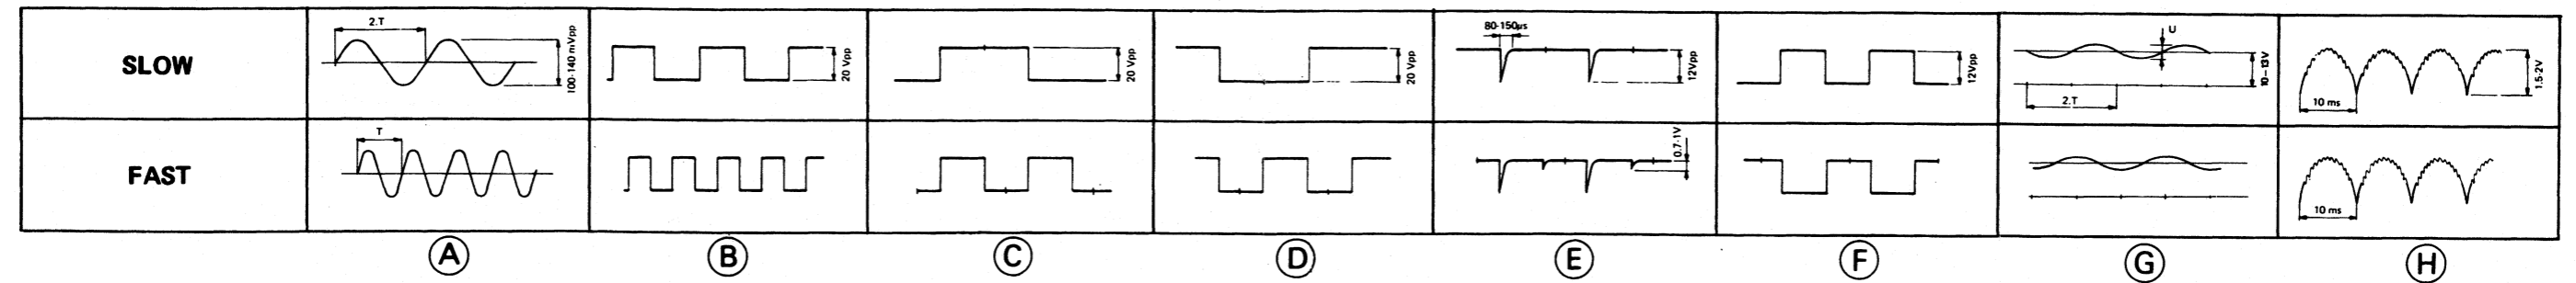 SLOW
2.T
100-140 mVpp
20 Vpp
20 Vpp
20 Vpp
80-150µs
12Vpp
12Vpp
U
10-13V
2.T
10 ms
1.5-2V
FAST
T
0.7-1V
10 ms
A B C D E F G H